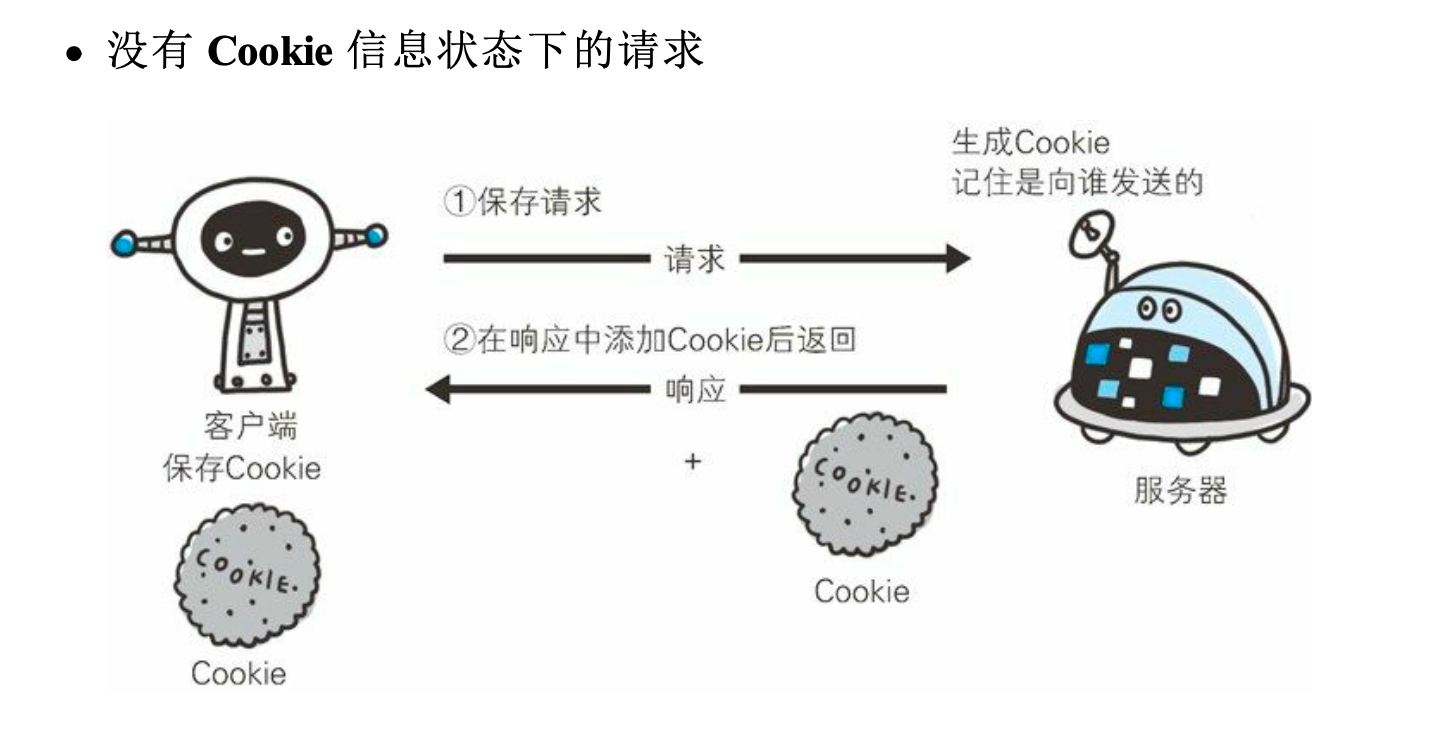 • 没有 Cookie 信息状态下的请求
生成Cookie
记住是向谁发送的
①保存请求
请求
②在响应中添加Cookie后返回
响应
客户端
保存Cookie
+
COOKIE.
Cookie
服务器
COOKIE.
Cookie